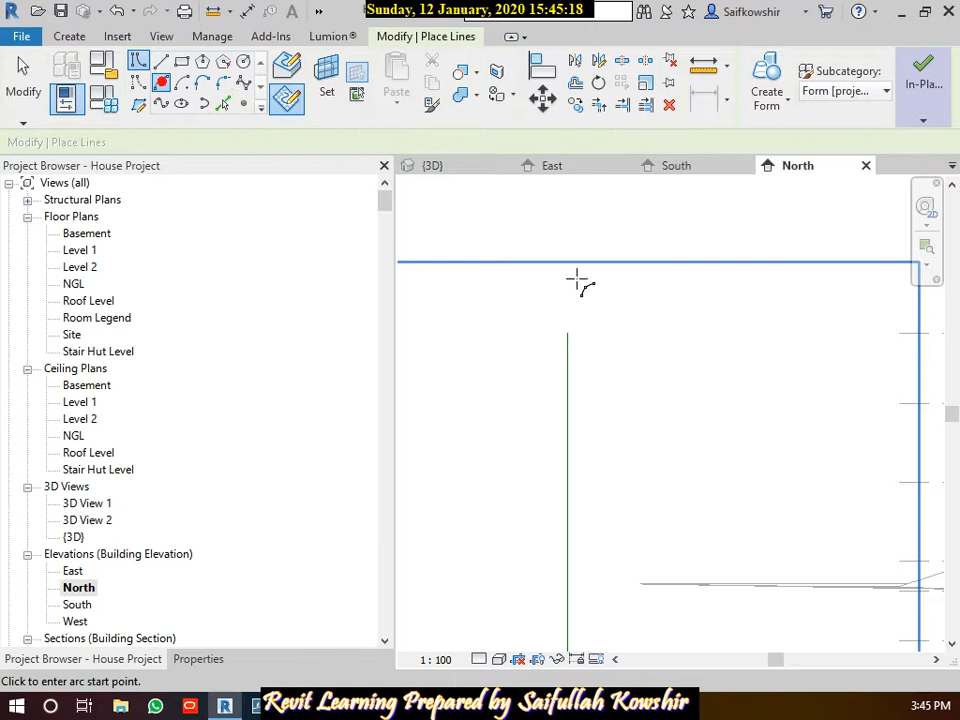 Sunday, 12 January, 2020 15:45:18
Saifkowshir
File
Create
Insert
View
Manage
Add-Ins
Lumion®
Modify | Place Lines
Modify
Set
Paste
Create
Form
Subcategory:
Form [proje...
In-Pla...
Modify | Place Lines
Project Browser - House Project
{3D}
East
South
North
2D
Views (all)
Structural Plans
Floor Plans
Basement
Level 1
Level 2
NGL
Roof Level
Room Legend
Site
Stair Hut Level
Ceiling Plans
Basement
Level 1
Level 2
NGL
Roof Level
Stair Hut Level
3D Views
3D View 1
3D View 2
{3D}
Elevations (Building Elevation)
East
North
South
West
Sections (Building Section)
Project Browser - House Project
Properties
1 : 100
Click to enter arc start point.
Revit Learning Prepared by Saifullah Kowshir
3:45 PM